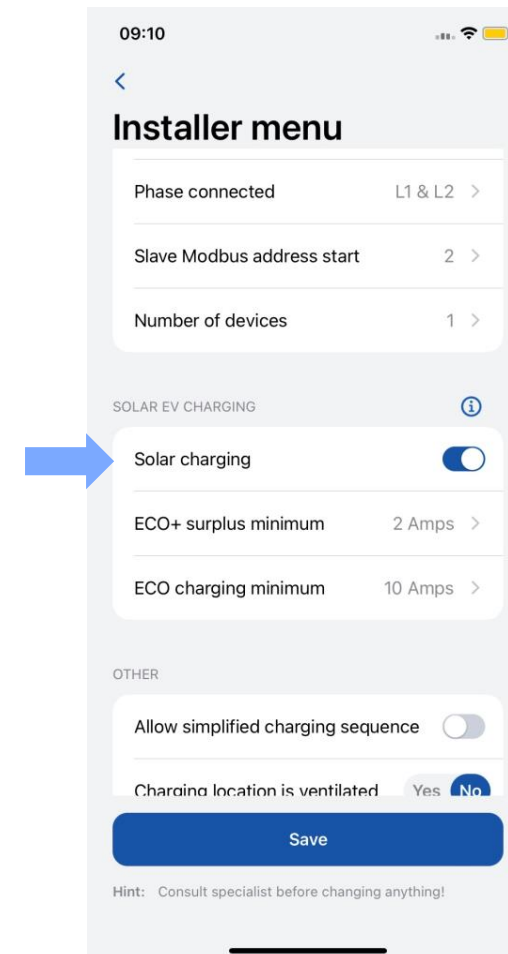 09:10
Installer menu
Phase connected L1 & L2
Slave Modbus address start 2
Number of devices 1
SOLAR EV CHARGING
Solar charging
ECO+ surplus minimum 2 Amps
ECO charging minimum 10 Amps
OTHER
Allow simplified charging sequence
Charging location is ventilated Yes No
Save
Hint: Consult specialist before changing anything!